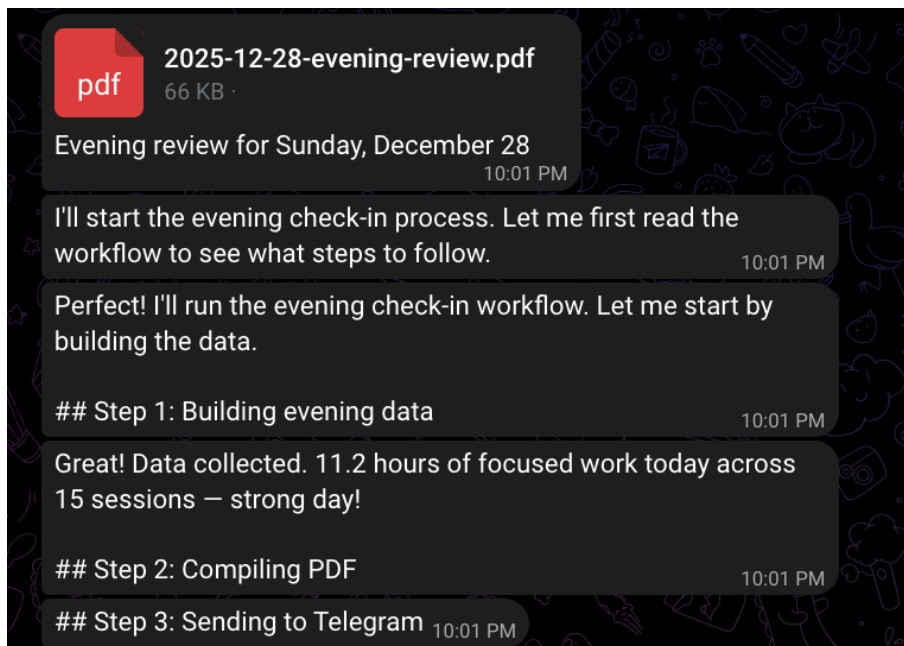 pdf
2025-12-28-evening-review.pdf
66 KB ·
Evening review for Sunday, December 28
10:01 PM
I'll start the evening check-in process. Let me first read the
workflow to see what steps to follow.
10:01 PM
Perfect! I'll run the evening check-in workflow. Let me start by
building the data.
## Step 1: Building evening data
10:01 PM
Great! Data collected. 11.2 hours of focused work today across
15 sessions — strong day!
## Step 2: Compiling PDF
10:01 PM
## Step 3: Sending to Telegram 10:01 PM